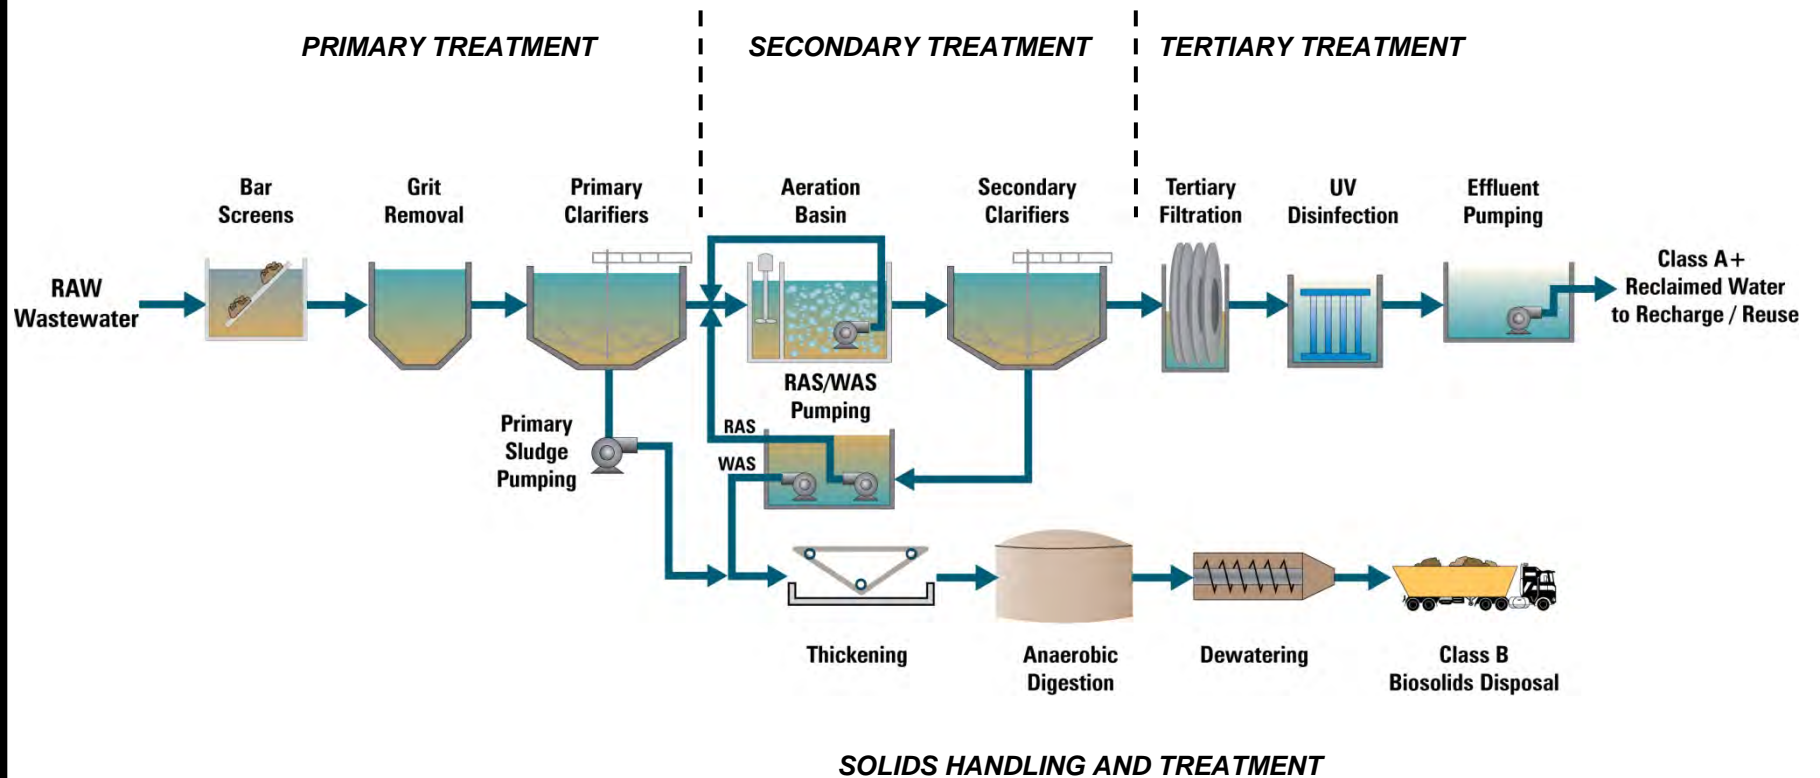 PRIMARY TREATMENT
SECONDARY TREATMENT
TERTIARY TREATMENT
Bar
Screens
Grit
Removal
Primary
Clarifiers
Aeration
Basin
Secondary
Clarifiers
Tertiary
Filtration
UV
Disinfection
Effluent
Pumping
RAW
Wastewater
Class A+
Reclaimed Water
to Recharge / Reuse
RAS/WAS
Pumping
Primary
Sludge
Pumping
RAS
WAS
Thickening
Anaerobic
Digestion
Dewatering
Class B
Biosolids Disposal
SOLIDS HANDLING AND TREATMENT